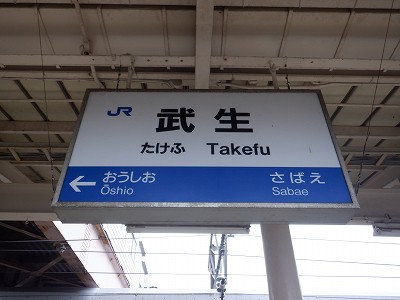 JR 武生
たけふ Takefu
← おうしお さばえ
Ōshio Sabae